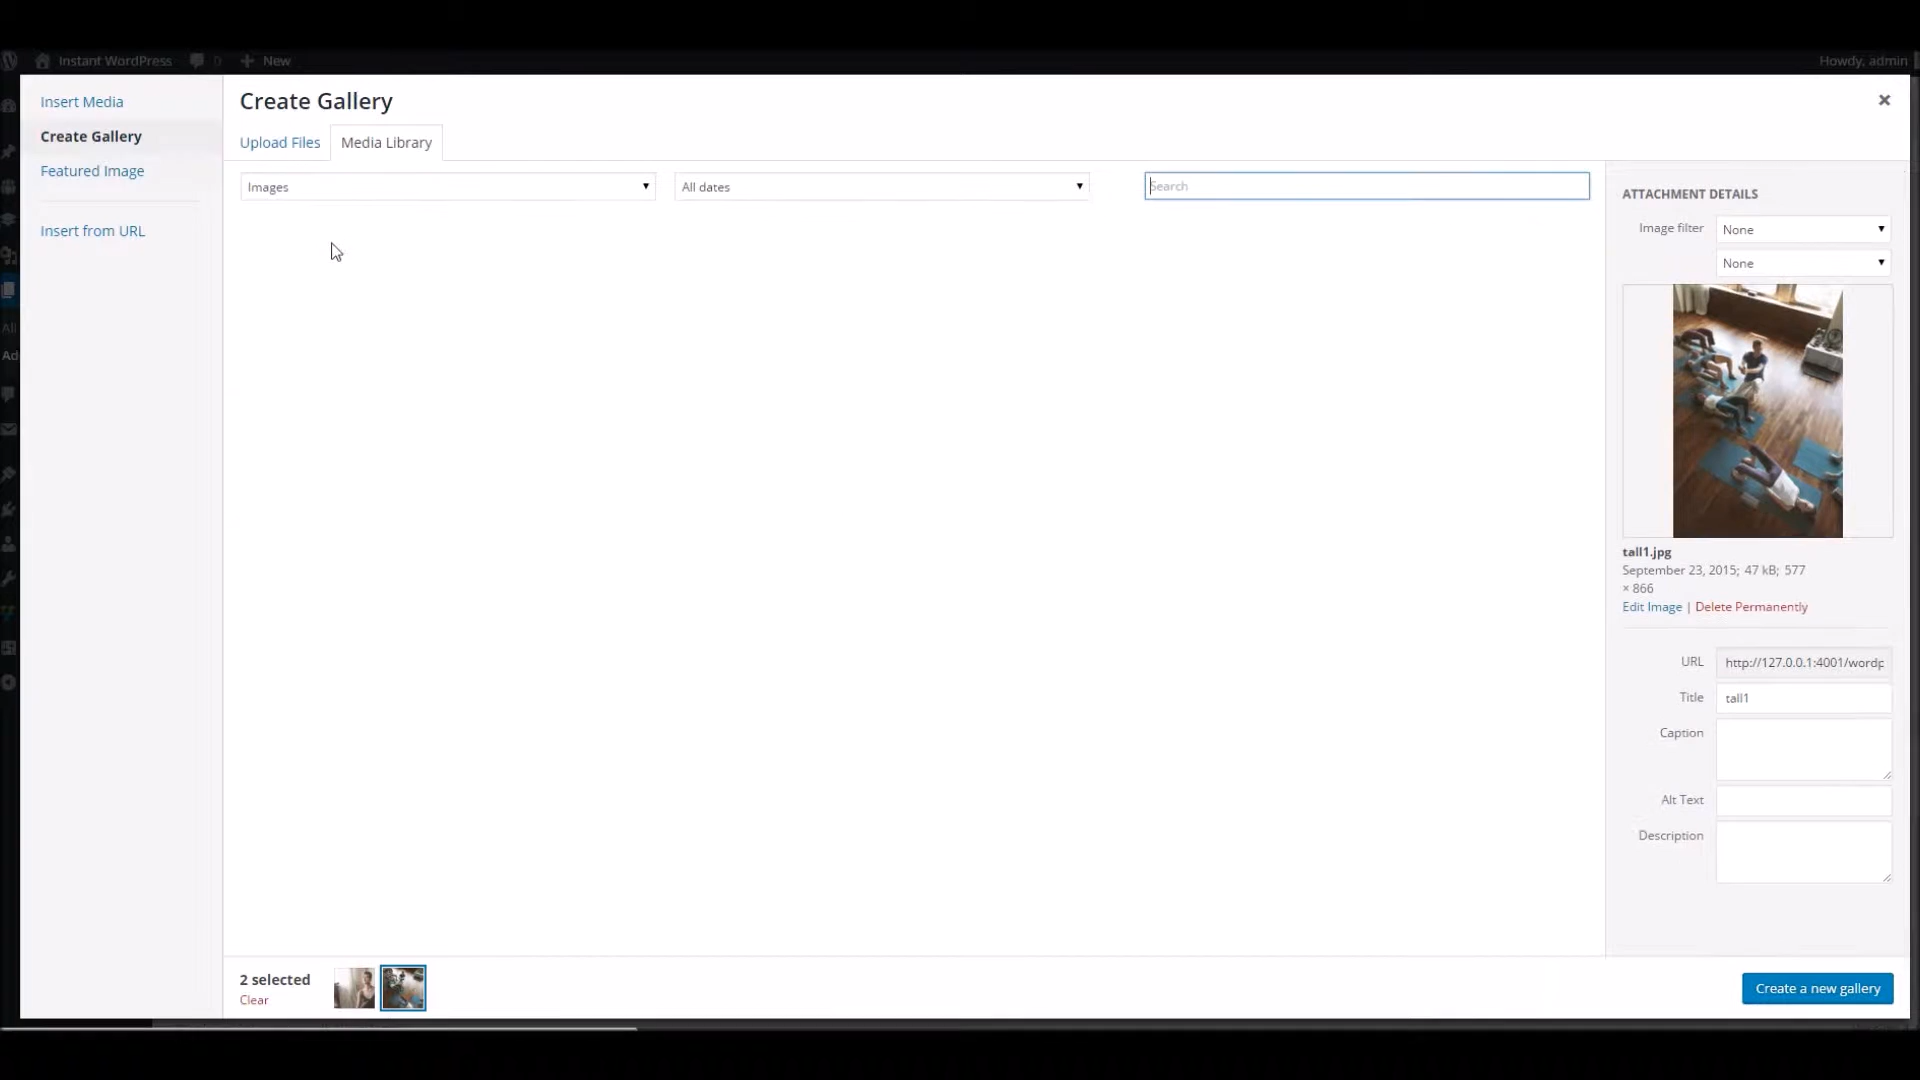 Instant WordPress
0
New
Howdy, admin
Insert Media
Create Gallery
Featured Image
Insert from URL
Create Gallery
Upload Files
Media Library
Images
All dates
Search
ATTACHMENT DETAILS
Image filter
None
None
tall1.jpg
September 23, 2015; 47 kB; 577
× 866
Edit Image | Delete Permanently
URL
http://127.0.0.1:4001/wordp
Title
tall1
Caption
Alt Text
Description
All
Ad
2 selected
Clear
Create a new gallery